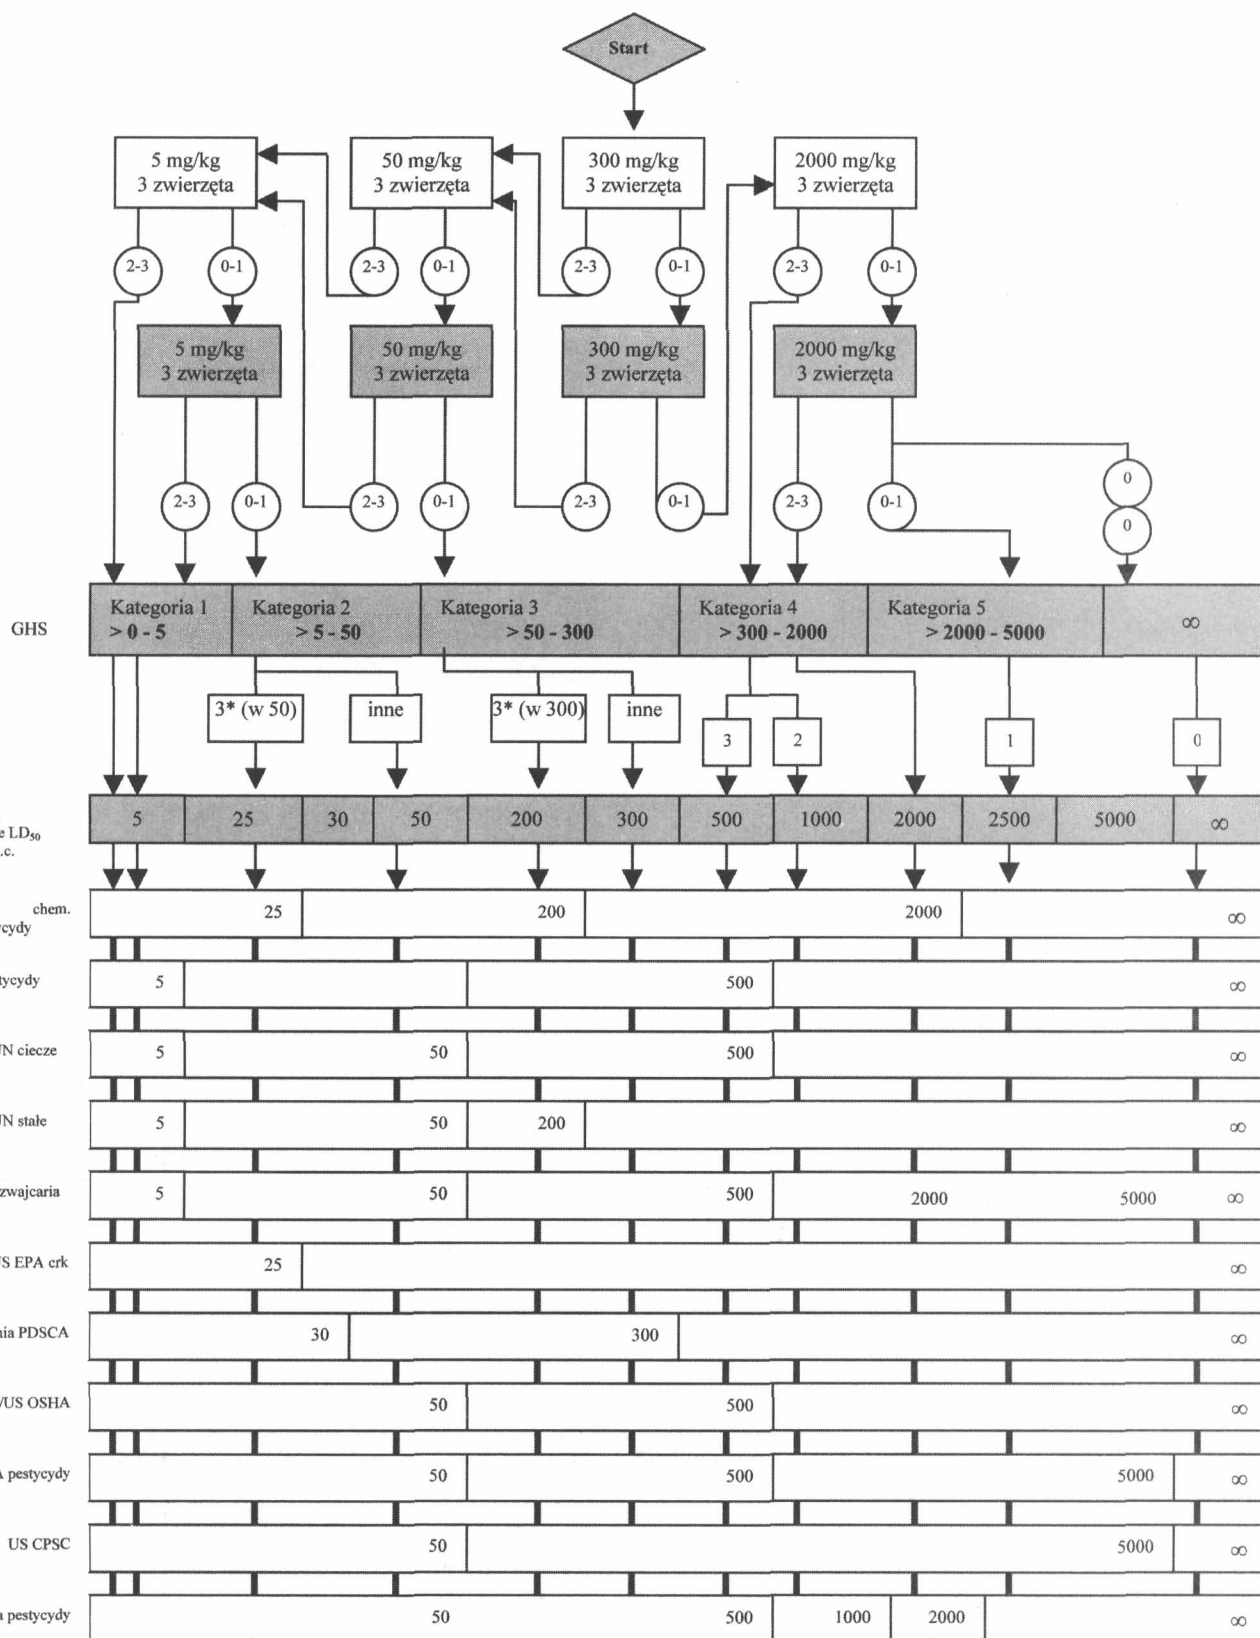 Start
5 mg/kg
3 zwierzęta
50 mg/kg
3 zwierzęta
300 mg/kg
3 zwierzęta
2000 mg/kg
3 zwierzęta
2-3 0-1 2-3 0-1 2-3 0-1 2-3 0-1
5 mg/kg
3 zwierzęta
50 mg/kg
3 zwierzęta
300 mg/kg
3 zwierzęta
2000 mg/kg
3 zwierzęta
0
2-3 0-1 2-3 0-1 2-3 0-1 2-3 0-1
0
GHS
Kategoria 1
> 0 - 5
Kategoria 2
> 5 - 50
Kategoria 3
> 50 - 300
Kategoria 4
> 300 - 2000
Kategoria 5
> 2000 - 5000
∞
3* (w 50) inne 3* (w 300) inne
3 2 1 0
5 25 30 50 200 300 500 1000 2000 2500 5000 ∞
e LD₅₀
.c.
chem.
cydy
25 200 2000 ∞
tycydy 5 500 ∞
JN ciecze 5 50 500 ∞
JN stałe 5 50 200 ∞
zwajcaria 5 50 500 2000 5000 ∞
JS EPA crk 25 ∞
nia PDSCA 30 300 ∞
/US OSHA 50 500 ∞
A pestycydy 50 500 5000 ∞
US CPSC 50 5000 ∞
a pestycydy 50 500 1000 2000 ∞